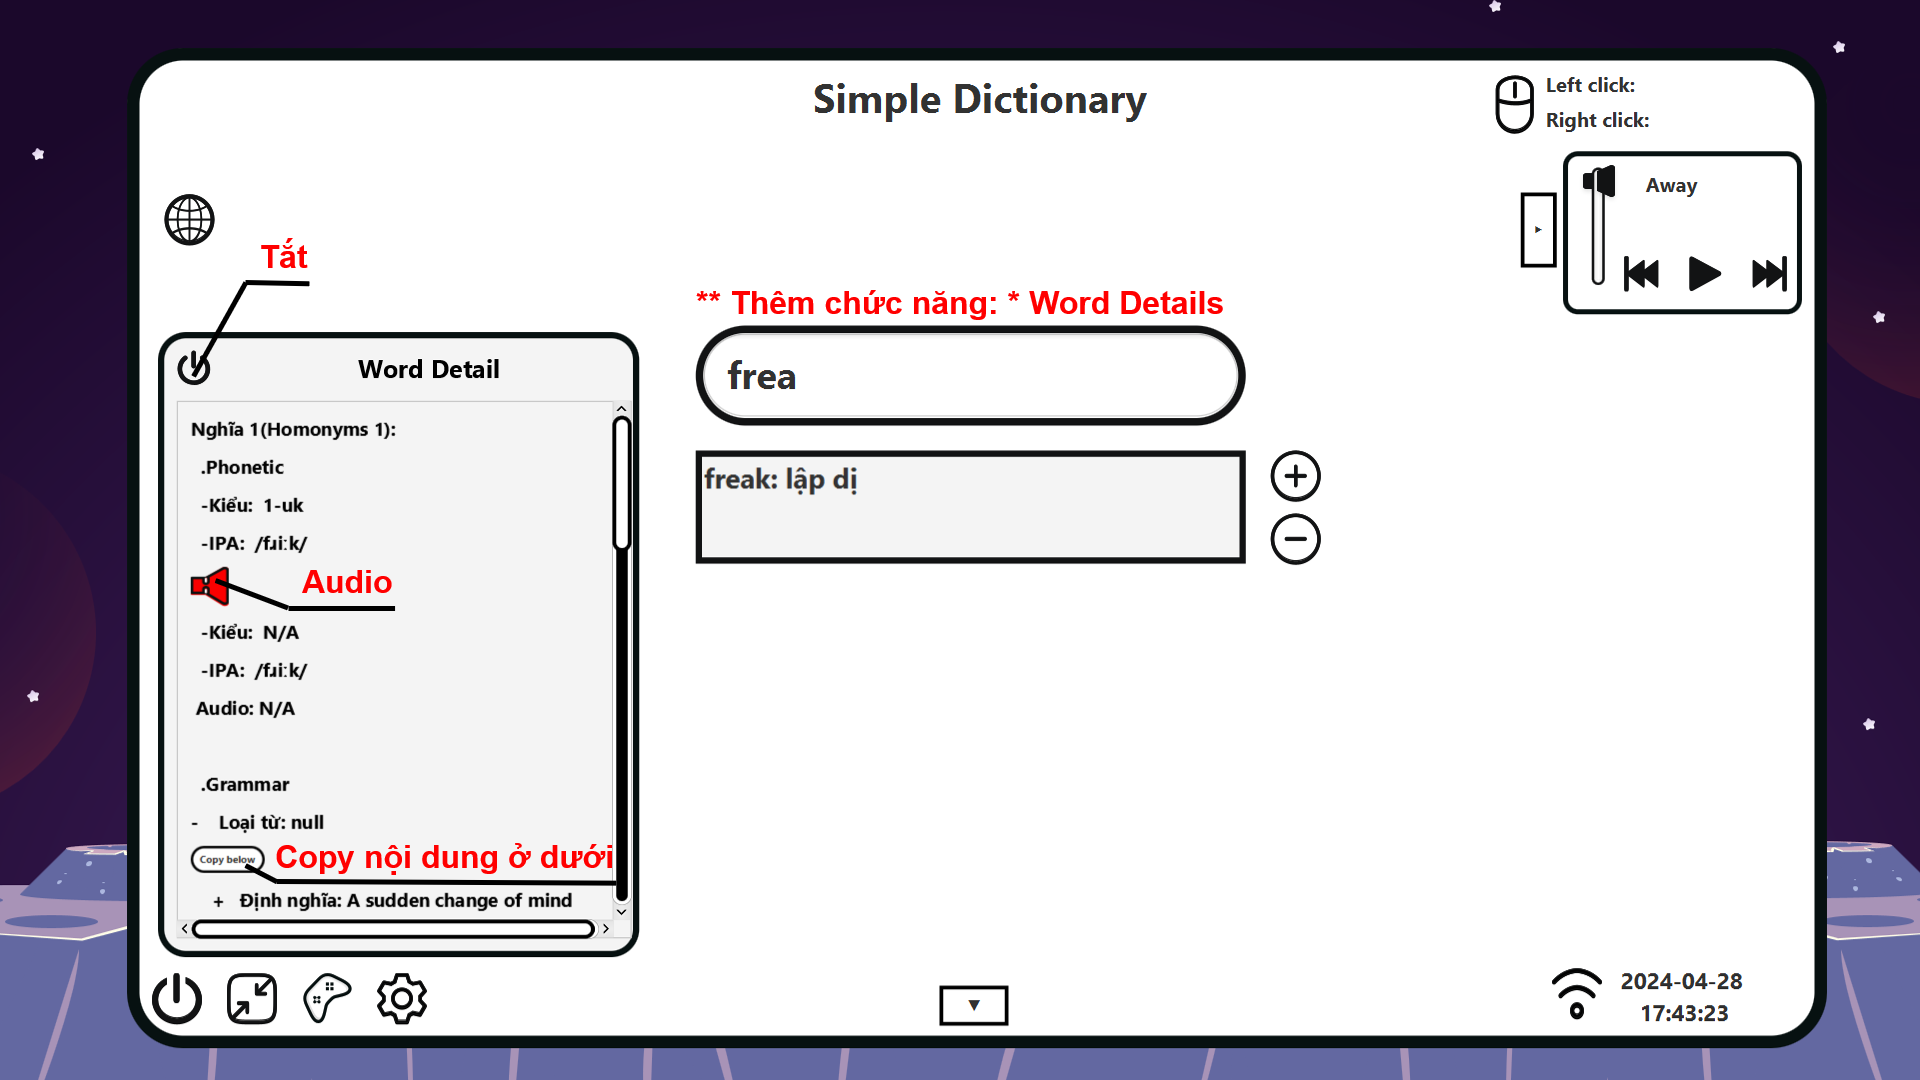 Simple Dictionary
Left click:
Right click:
Away
Tắt
** Thêm chức năng: * Word Details
Word Detail
frea
Nghĩa 1(Homonyms 1):
.Phonetic
-Kiểu: 1-uk
-IPA: /fɹiːk/
Audio
-Kiểu: N/A
-IPA: /fɹiːk/
Audio: N/A
.Grammar
- Loại từ: null
Copy below
Copy nội dung ở dưới
+ Định nghĩa: A sudden change of mind
freak: lập dị
2024-04-28
17:43:23